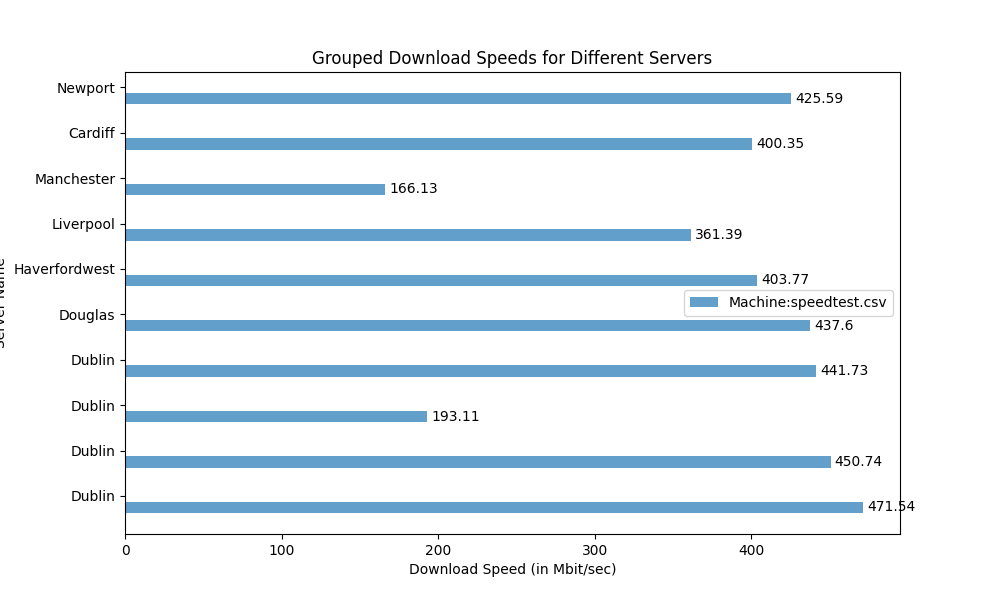 Grouped Download Speeds for Different Servers
Newport
425.59
Cardiff
400.35
Manchester
166.13
Liverpool
361.39
Haverfordwest
403.77
Machine:speedtest.csv
Douglas
437.6
Dublin
441.73
Dublin
193.11
Dublin
450.74
Dublin
471.54
0 100 200 300 400
Download Speed (in Mbit/sec)
Server Name